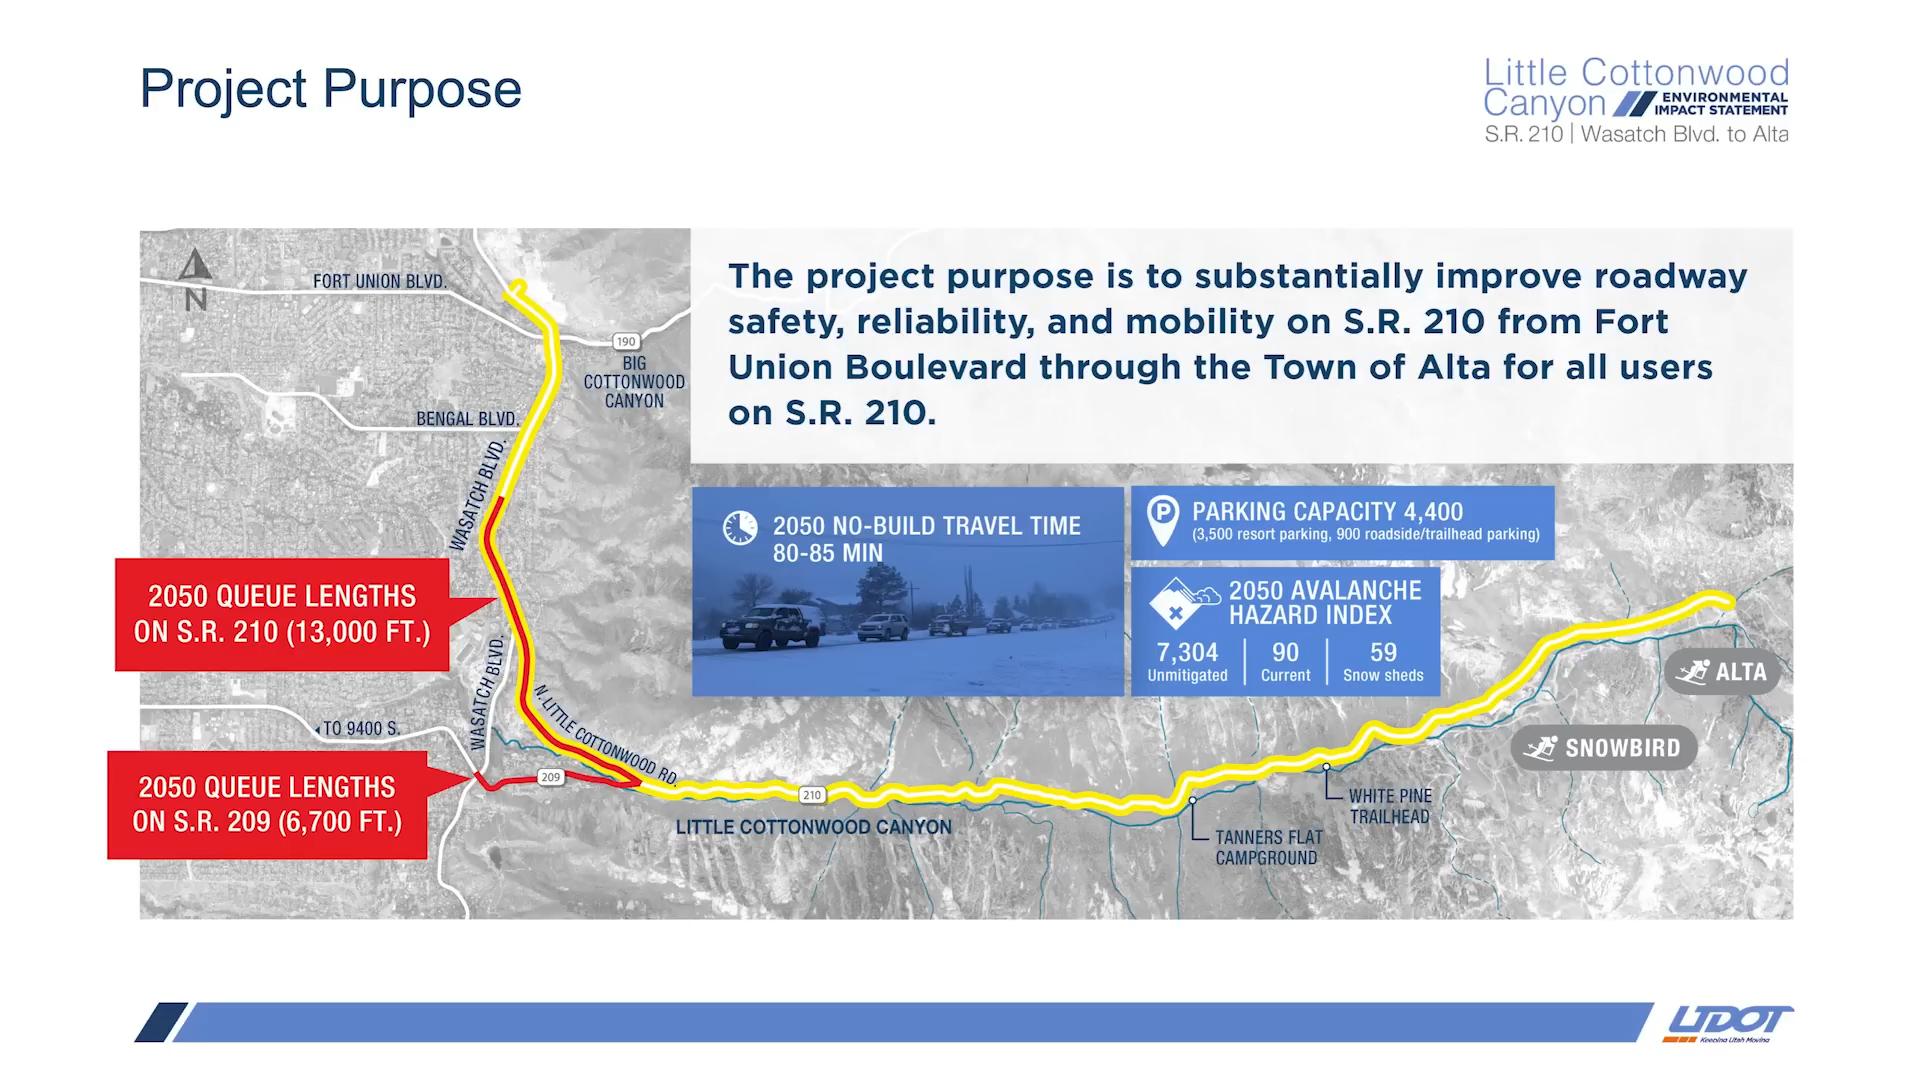 Project Purpose
Little Cottonwood
Canyon ENVIRONMENTAL
IMPACT STATEMENT
S.R. 210 | Wasatch Blvd. to Alta
The project purpose is to substantially improve roadway
safety, reliability, and mobility on S.R. 210 from Fort
Union Boulevard through the Town of Alta for all users
on S.R. 210.
N
FORT UNION BLVD.
190
BIG
COTTONWOOD
CANYON
BENGAL BLVD.
WASATCH BLVD.
2050 NO-BUILD TRAVEL TIME
80-85 MIN
P
PARKING CAPACITY 4,400
(3,500 resort parking, 900 roadside/trailhead parking)
2050 AVALANCHE
HAZARD INDEX
7,304 | 90 | 59
Unmitigated | Current | Snow sheds
2050 QUEUE LENGTHS
ON S.R. 210 (13,000 FT.)
WASATCH BLVD.
N. LITTLE COTTONWOOD RD.
TO 9400 S.
2050 QUEUE LENGTHS
ON S.R. 209 (6,700 FT.)
209
210
LITTLE COTTONWOOD CANYON
TANNERS FLAT
CAMPGROUND
WHITE PINE
TRAILHEAD
SNOWBIRD
ALTA
UDOT
Keeping Utah Moving